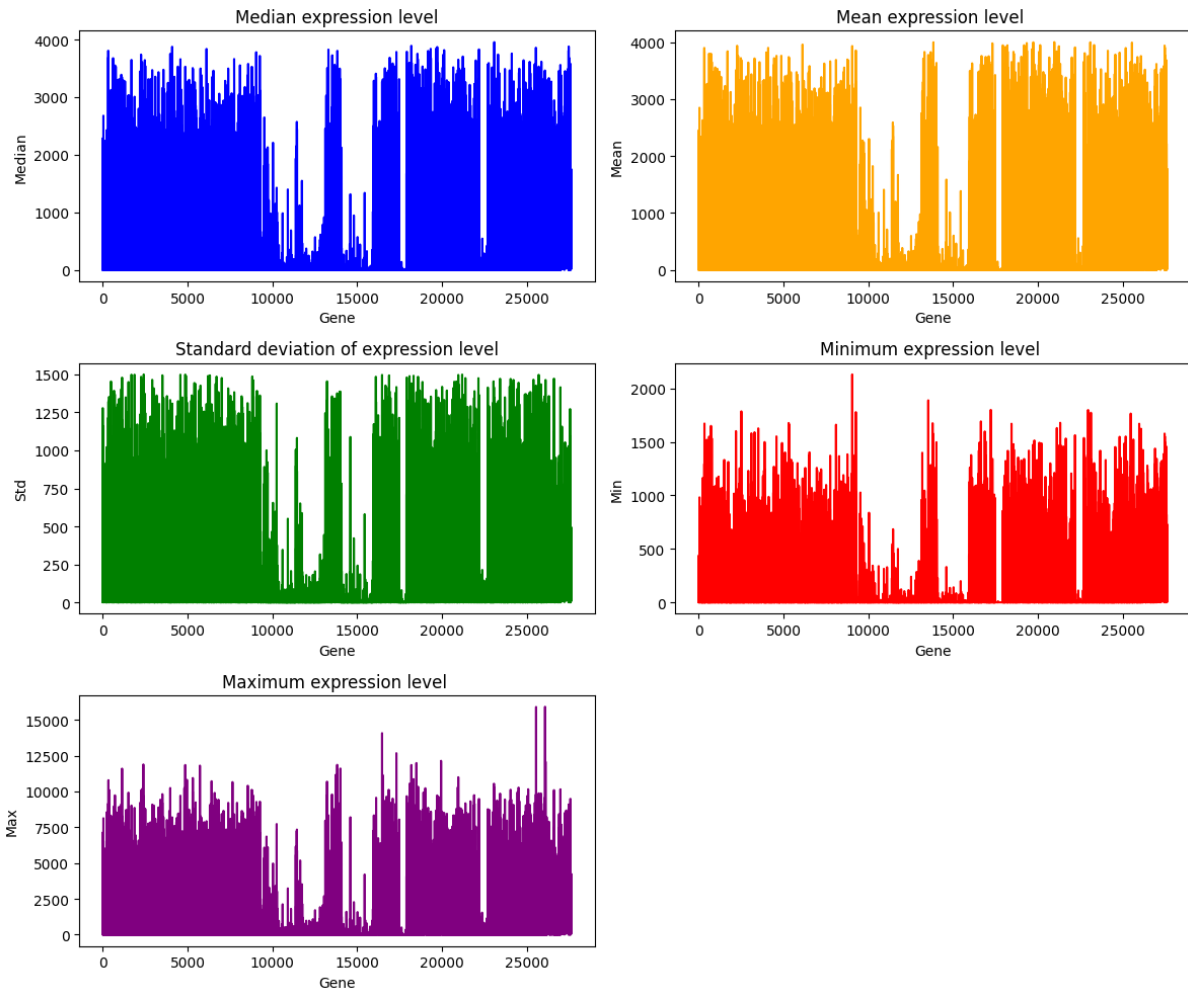 Median expression level
Mean expression level
4000
3000
2000
1000
0
Median
0 5000 10000 15000 20000 25000
Gene
4000
3000
2000
1000
0
Mean
0 5000 10000 15000 20000 25000
Gene
Standard deviation of expression level
Minimum expression level
1500
1250
1000
750
500
250
0
Std
0 5000 10000 15000 20000 25000
Gene
2000
1500
1000
500
0
Min
0 5000 10000 15000 20000 25000
Gene
Maximum expression level
15000
12500
10000
7500
5000
2500
0
Max
0 5000 10000 15000 20000 25000
Gene